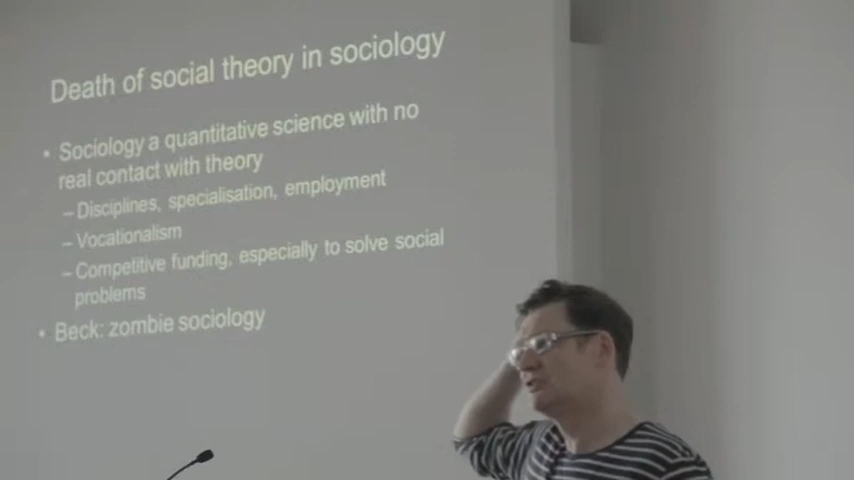 Death of social theory in sociology
• Sociology a quantitative science with no
real contact with theory
– Disciplines, specialisation, employment
– Vocationalism
– Competitive funding, especially to solve social
problems
• Beck: zombie sociology